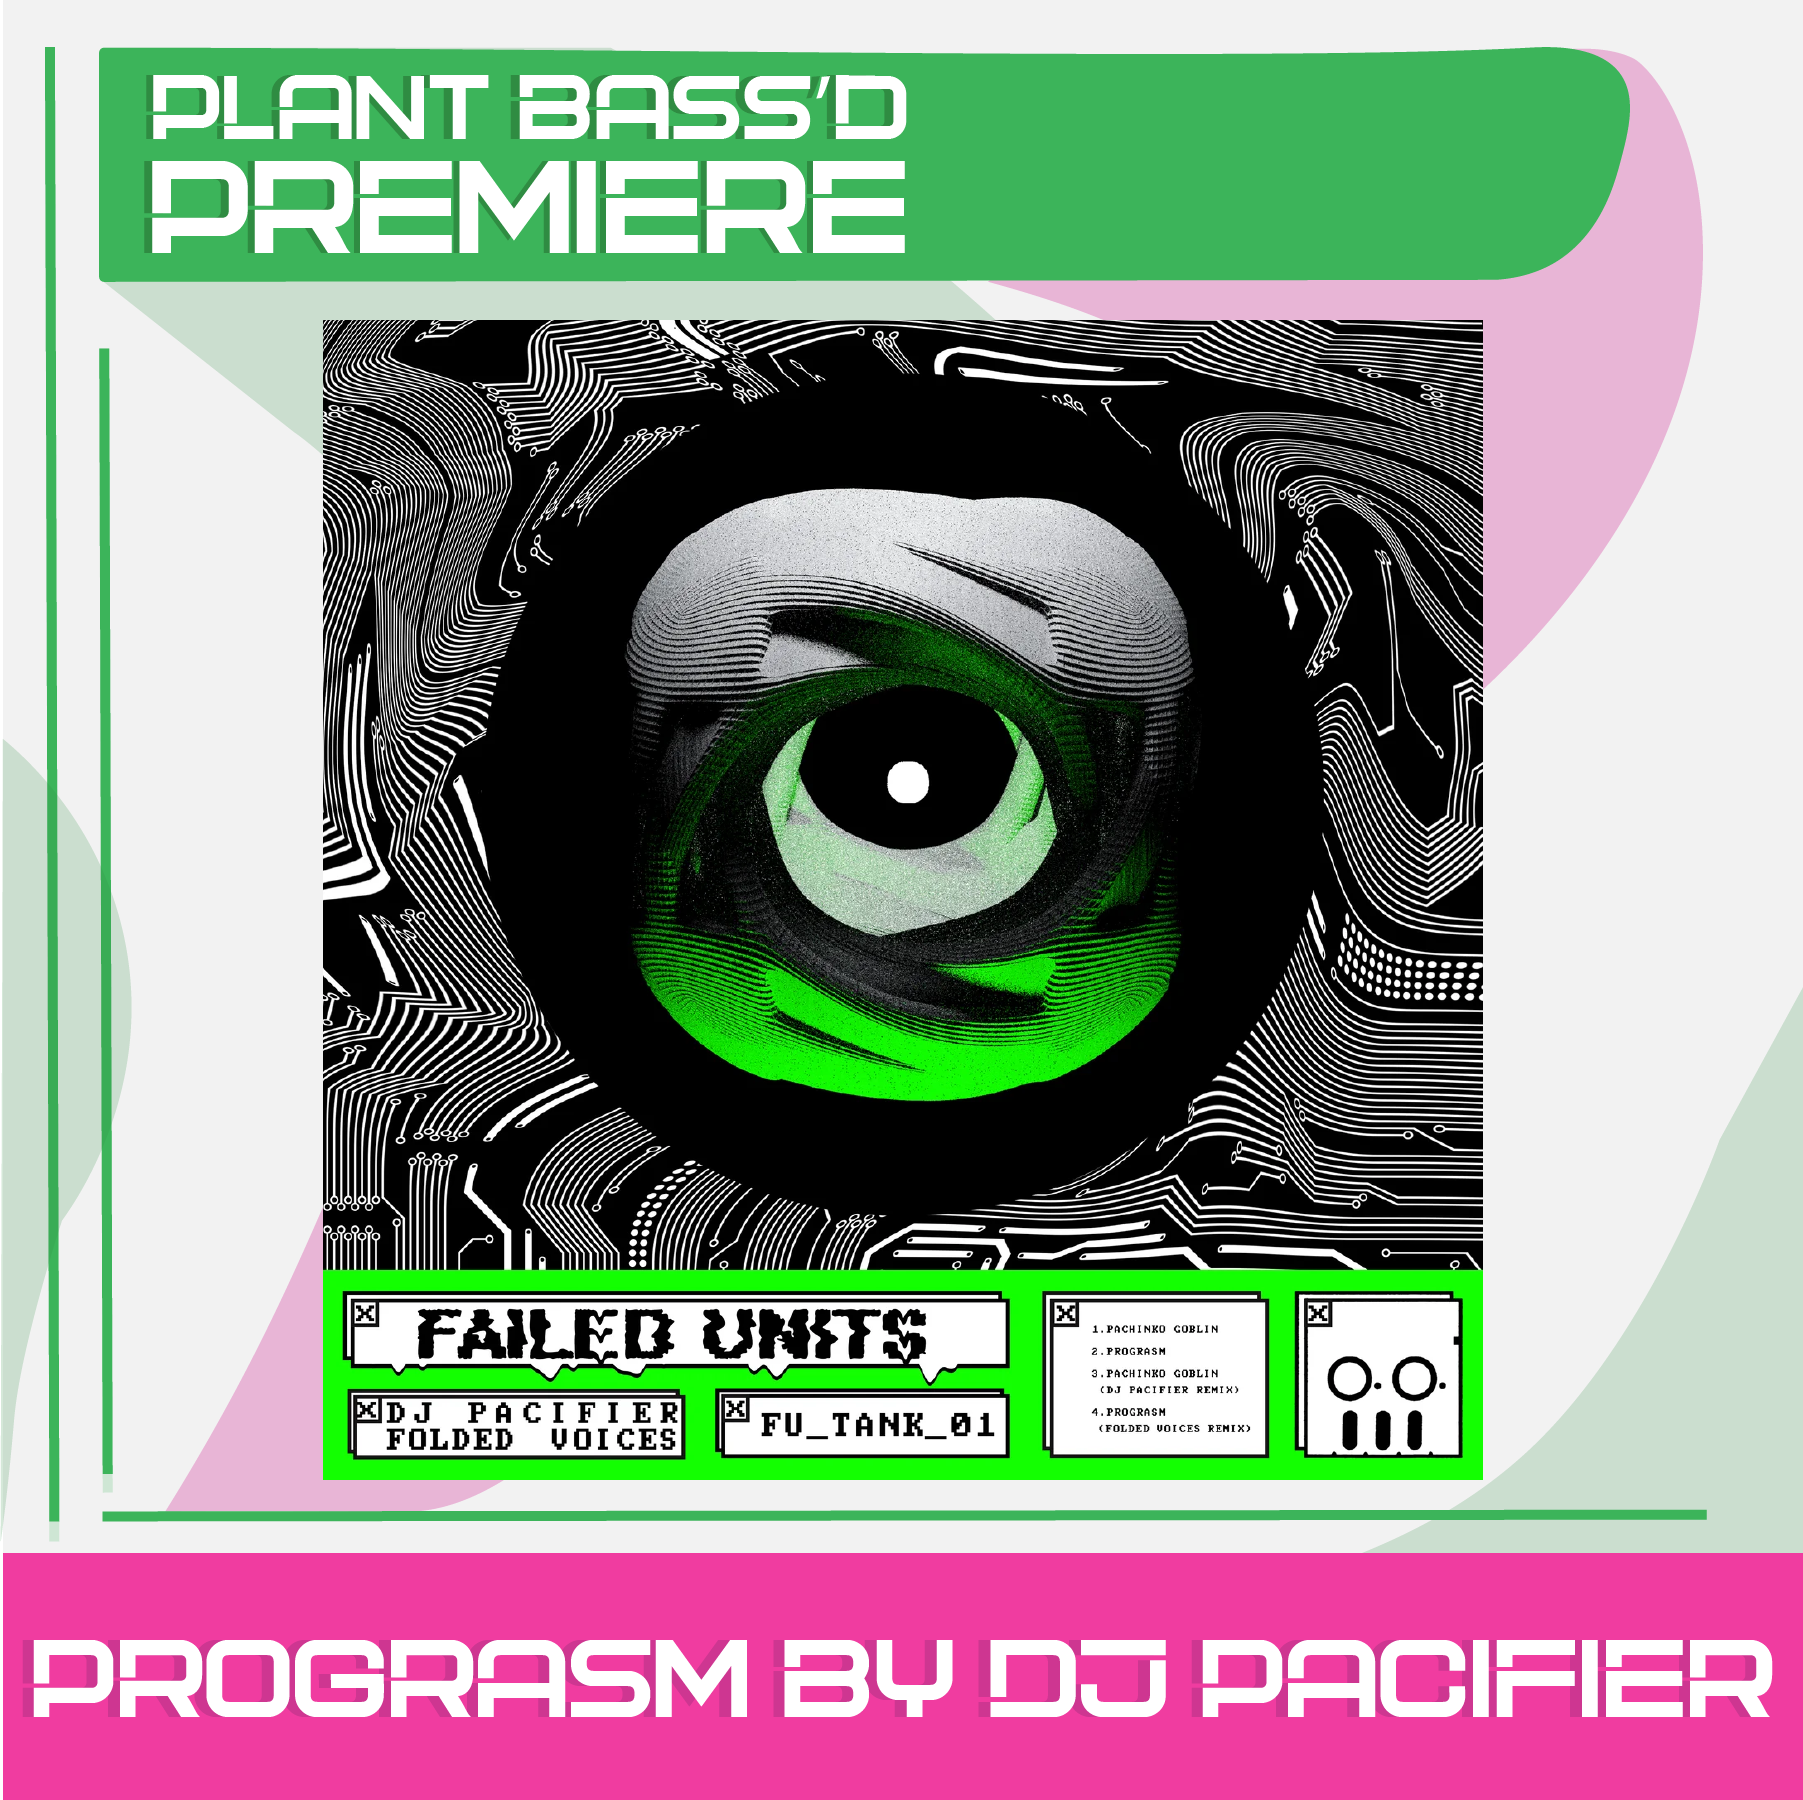 PLANT BASS'D
PREMIERE
FAILED UNITS
DJ PACIFIER
FOLDED VOICES
FU_TANK_01
1.PACHINKO GOBLIN
2.PROGRASM
3.PACHINKO GOBLIN
(DJ PACIFIER REMIX)
4.PROGRASM
(FOLDED VOICES REMIX)
PROGRASM BY DJ PACIFIER